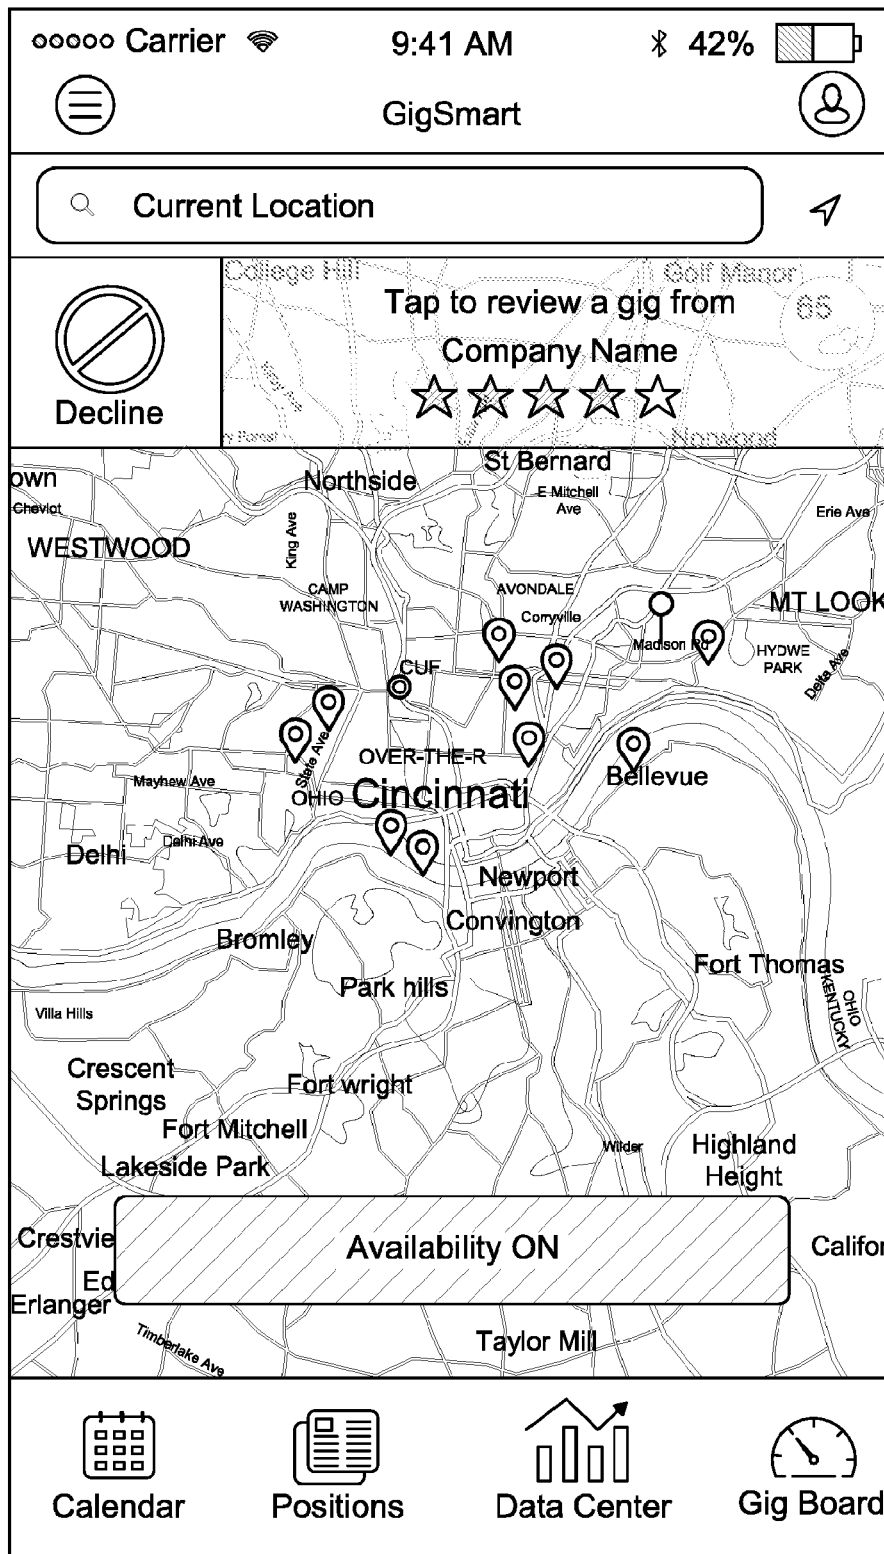 Carrier 9:41 AM 42%
GigSmart
Current Location
College Hill
Golf Manor
Tap to review a gig from
65
Company Name
Decline
Norwood
St Bernard
own
Northside
Cheviot
E Mitchell
Ave
Erie Ave
King Ave
WESTWOOD
CAMP
WASHINGTON
AVONDALE
Corryville
MT LOOK
Madison Rd
HYDWE
PARK
CUF
Delta Ave
State Ave
OVER-THE-R
Bellevue
Mayhew Ave
OHIO
Cincinnati
Delhi Ave
Delhi
Newport
Convington
Bromley
Fort Thomas
Park hills
OHIO
KENTUCKY
Villa Hills
Crescent
Springs
Fort wright
Fort Mitchell
Wilder
Highland
Height
Lakeside Park
Crestvie
Availability ON
Califor
Ed
Erlanger
Timberlake Ave
Taylor Mill
Calendar
Positions
Data Center
Gig Board